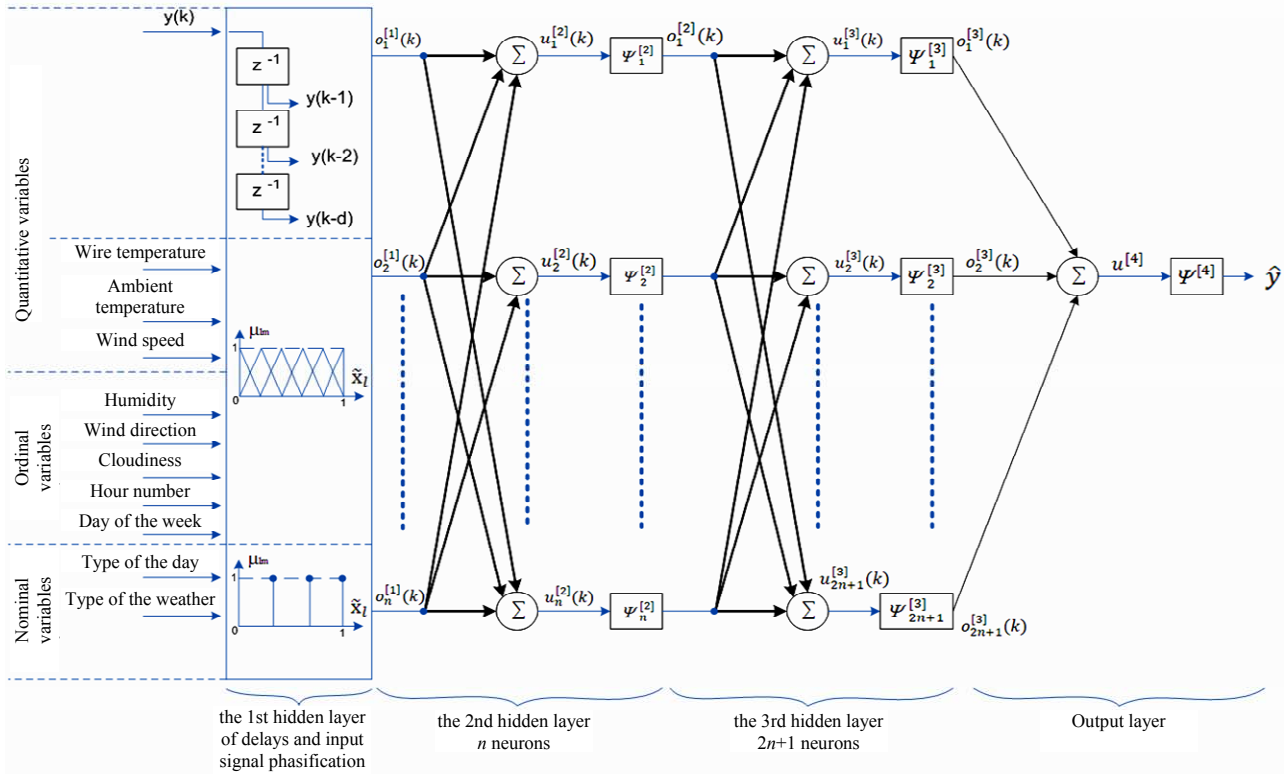 y(k)
z⁻¹
y(k-1)
z⁻¹
y(k-2)
z⁻¹
y(k-d)
Quantitative variables
Wire temperature
Ambient
temperature
Wind speed
μₗₘ
1
0
1
x̃ₗ
Ordinal
variables
Humidity
Wind direction
Cloudiness
Hour number
Day of the week
Nominal
variables
Type of the day
Type of the weather
μₗₘ
1
0
1
x̃ₗ
o₁^[1](k)
Σ
u₁^[2](k)
Ψ₁^[2]
o₁^[2](k)
Σ
u₁^[3](k)
Ψ₁^[3]
o₁^[3](k)
o₂^[1](k)
Σ
u₂^[2](k)
Ψ₂^[2]
Σ
u₂^[3](k)
Ψ₂^[3]
o₂^[3](k)
Σ
u^[4]
Ψ^[4]
ŷ
oₙ^[1](k)
Σ
uₙ^[2](k)
Ψₙ^[2]
Σ
u₂ₙ₊₁^[3](k)
Ψ₂ₙ₊₁^[3]
o₂ₙ₊₁^[3](k)
the 1st hidden layer
of delays and input
signal phasification
the 2nd hidden layer
n neurons
the 3rd hidden layer
2n+1 neurons
Output layer